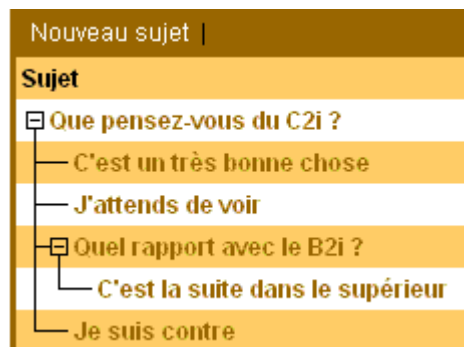 Nouveau sujet |
Sujet
Que pensez-vous du C2i ?
C'est un très bonne chose
J'attends de voir
Quel rapport avec le B2i ?
C'est la suite dans le supérieur
Je suis contre